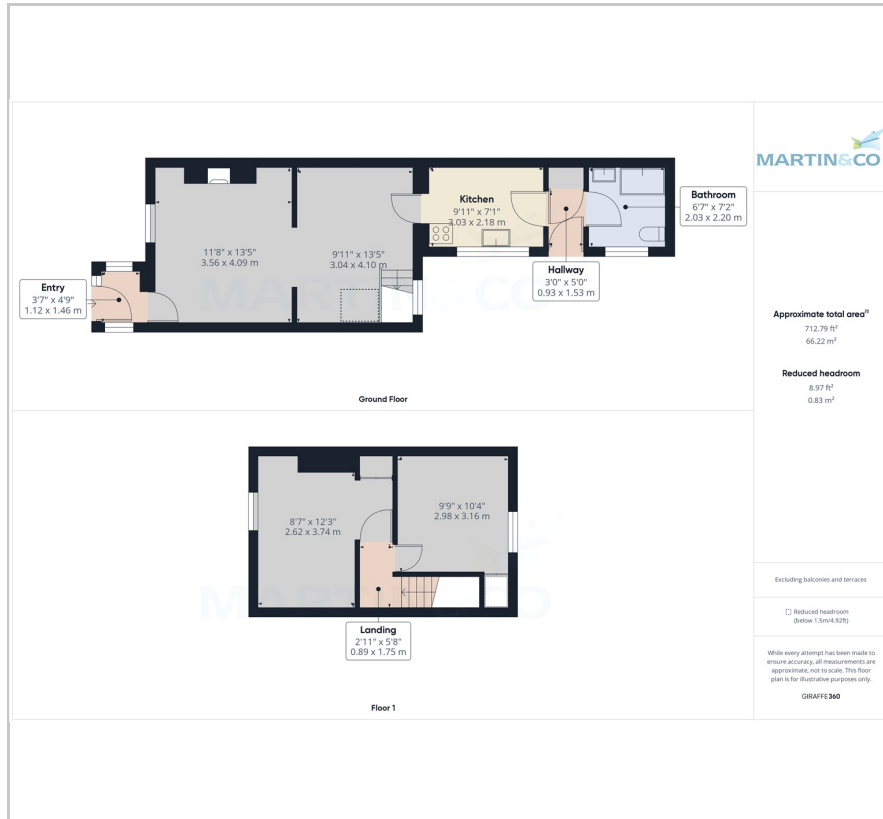 MARTIN&CO
Kitchen
9'11" x 7'1"
3.03 x 2.18 m
Bathroom
6'7" x 7'2"
2.03 x 2.20 m
11'8" x 13'5"
3.56 x 4.09 m
9'11" x 13'5"
3.04 x 4.10 m
Hallway
3'0" x 5'0"
0.93 x 1.53 m
Entry
3'7" x 4'9"
1.12 x 1.46 m
MARTIN&CO
Ground Floor
8'7" x 12'3"
2.62 x 3.74 m
9'9" x 10'4"
2.98 x 3.16 m
MARTIN&CO
Landing
2'11" x 5'8"
0.89 x 1.75 m
Floor 1
Approximate total area⁽¹⁾
712.79 ft²
66.22 m²
Reduced headroom
8.97 ft²
0.83 m²
Excluding balconies and terraces
Reduced headroom
(below 1.5m/4.92ft)
While every attempt has been made to
ensure accuracy, all measurements are
approximate, not to scale. This floor
plan is for illustrative purposes only.
GIRAFFE360